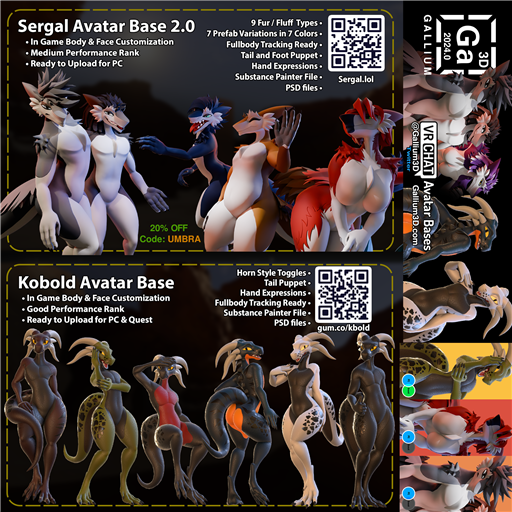 Sergal Avatar Base 2.0
• In Game Body & Face Customization
• Medium Performance Rank
• Ready to Upload for PC
9 Fur / Fluff Types •
7 Prefab Variations in 7 Colors •
Fullbody Tracking Ready •
Tail and Foot Puppet •
Hand Expressions •
Substance Painter File •
PSD files •
Sergal.lol
20% OFF
Code: UMBRA
Kobold Avatar Base
• In Game Body & Face Customization
• Good Performance Rank
• Ready to Upload for PC & Quest
Horn Style Toggles •
Tail Puppet •
Hand Expressions •
Fullbody Tracking Ready •
Substance Painter File •
PSD files •
gum.co/kbold
3D
Ga
2024.0
GALLIUM
VR CHAT Avatar Bases
@Gallium3D
Twitter
Gallium3D.com